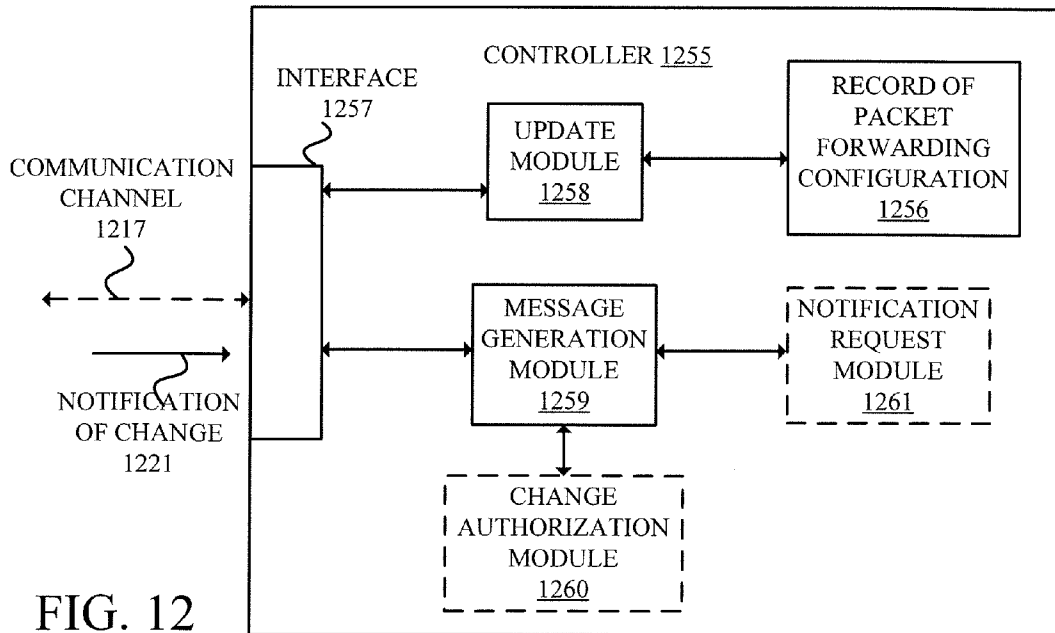 CONTROLLER 1255
INTERFACE
1257
UPDATE
MODULE
1258
RECORD OF
PACKET
FORWARDING
CONFIGURATION
1256
COMMUNICATION
CHANNEL
1217
MESSAGE
GENERATION
MODULE
1259
NOTIFICATION
REQUEST
MODULE
1261
NOTIFICATION
OF CHANGE
1221
CHANGE
AUTHORIZATION
MODULE
1260
FIG. 12